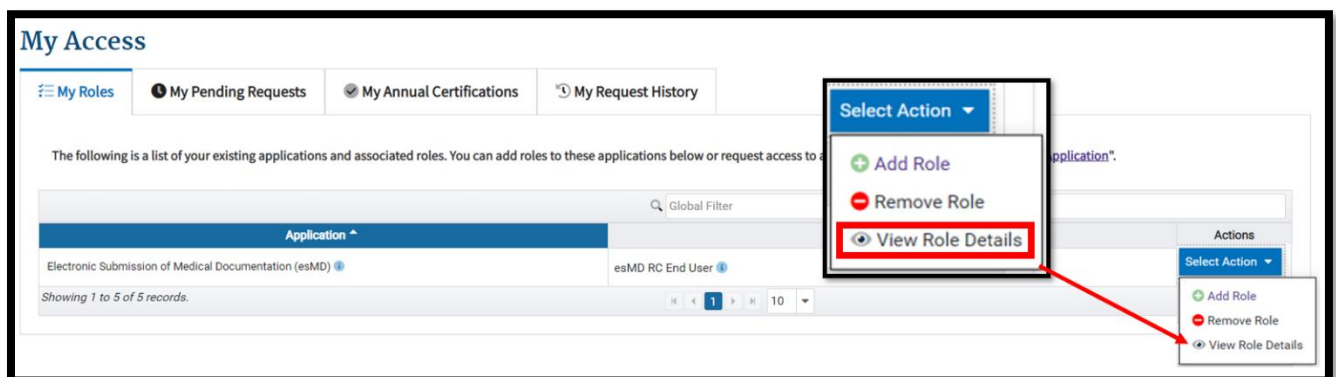 My Access
My Roles
My Pending Requests
My Annual Certifications
My Request History
The following is a list of your existing applications and associated roles. You can add roles to these applications below or request access to a
pplication".
Select Action
Add Role
Remove Role
View Role Details
Global Filter
Application
Actions
Electronic Submission of Medical Documentation (esMD)
esMD RC End User
Select Action
Showing 1 to 5 of 5 records.
1
10
Add Role
Remove Role
View Role Details